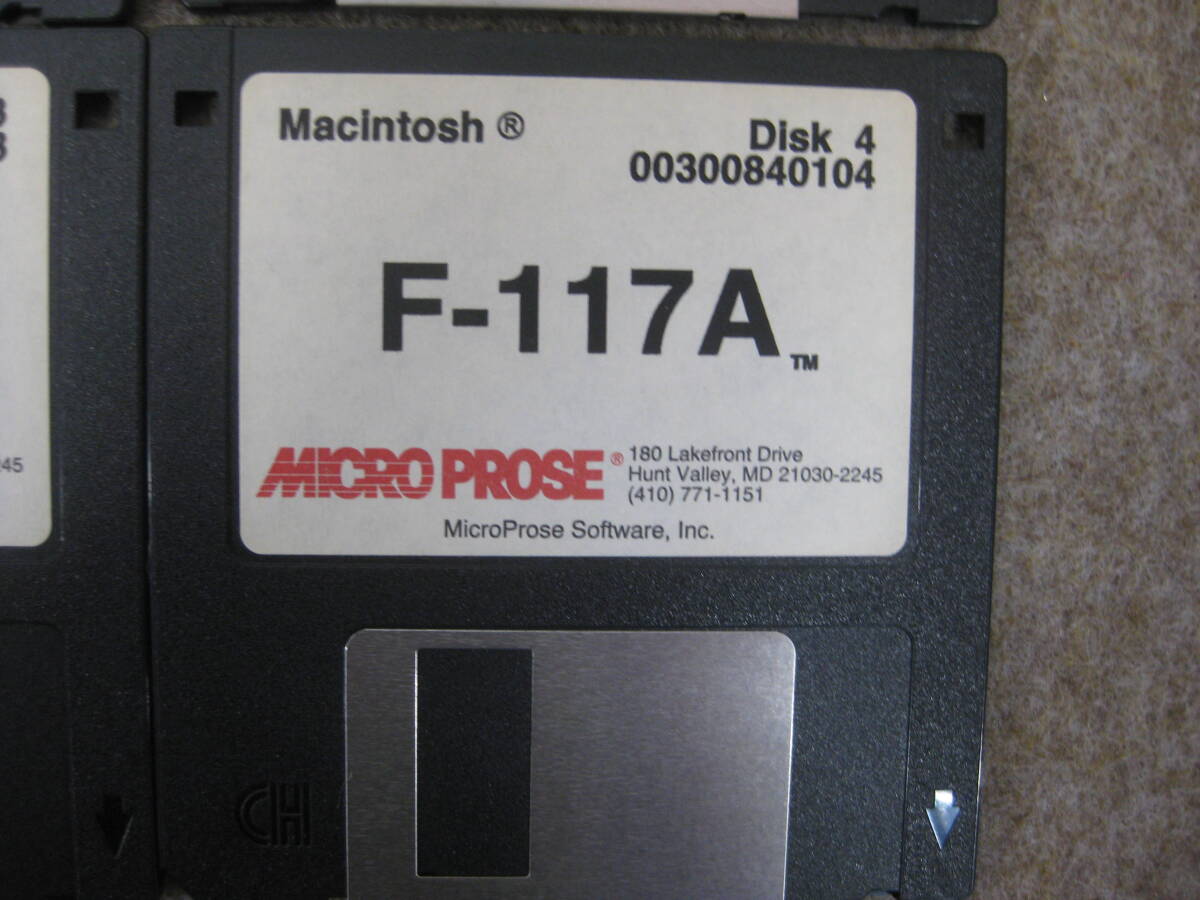 Macintosh ®
Disk 4
00300840104
F-117A™
MICRO PROSE®
180 Lakefront Drive
Hunt Valley, MD 21030-2245
(410) 771-1151
MicroProse Software, Inc.
HD